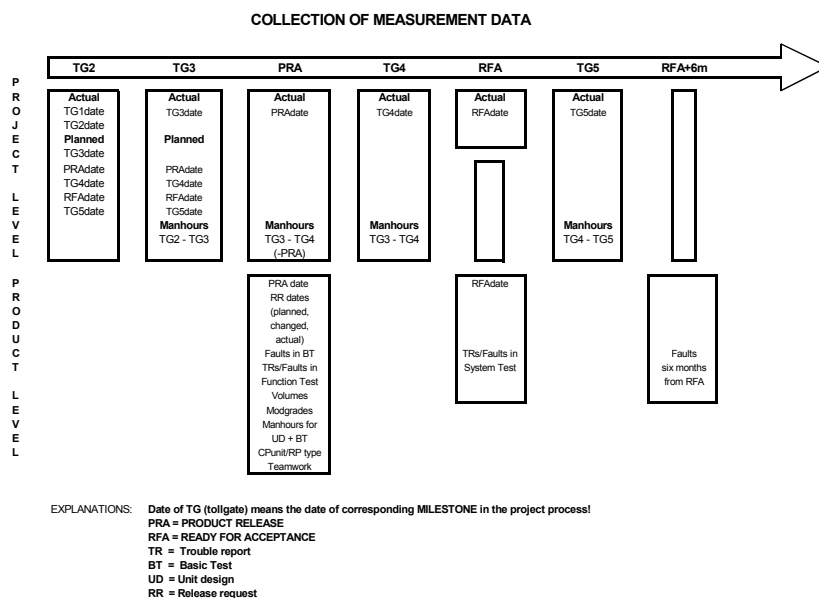 COLLECTION OF MEASUREMENT DATA
TG2 TG3 PRA TG4 RFA TG5 RFA+6m
PROJECT LEVEL
Actual
TG1date
TG2date
Planned
TG3date
PRAdate
TG4date
RFAdate
TG5date
Actual
TG3date
Planned
PRAdate
TG4date
RFAdate
TG5date
Manhours
TG2 - TG3
Actual
PRAdate
Manhours
TG3 - TG4
(-PRA)
Actual
TG4date
Manhours
TG3 - TG4
Actual
RFAdate
Actual
TG5date
Manhours
TG4 - TG5
PRODUCT LEVEL
PRA date
RR dates
(planned,
changed,
actual)
Faults in BT
TRs/Faults in
Function Test
Volumes
Modgrades
Manhours for
UD + BT
CPunit/RP type
Teamwork
RFAdate
TRs/Faults in
System Test
Faults
six months
from RFA
EXPLANATIONS: Date of TG (tollgate) means the date of corresponding MILESTONE in the project process!
PRA = PRODUCT RELEASE
RFA = READY FOR ACCEPTANCE
TR = Trouble report
BT = Basic Test
UD = Unit design
RR = Release request